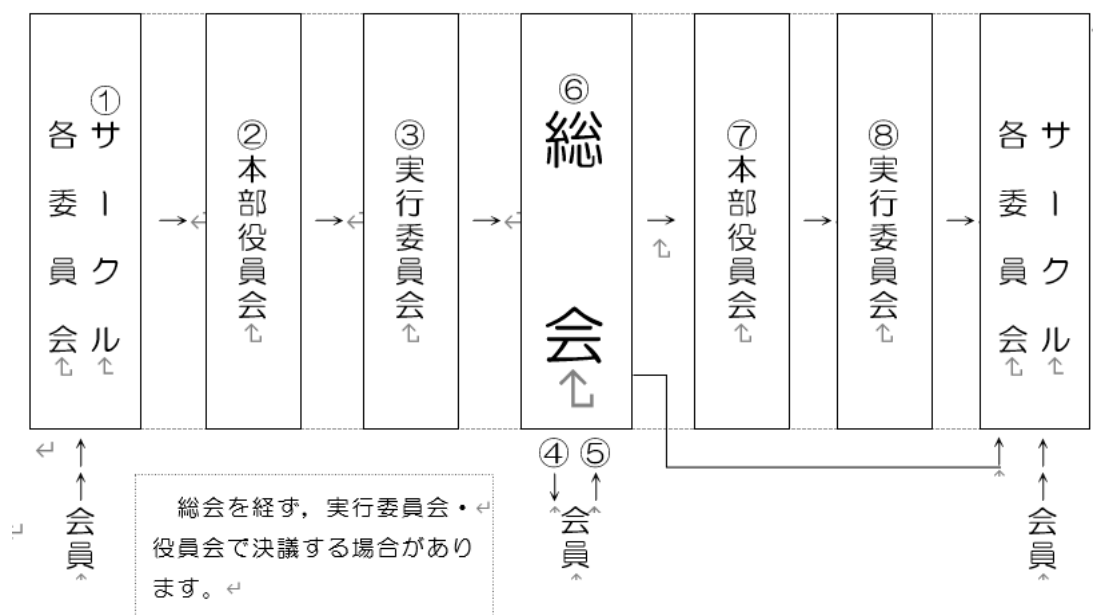 ①サークル
各委員会
→
②本部役員会
→
③実行委員会
→
⑥
総会
→
⑦本部役員会
→
⑧実行委員会
→
サークル
各委員会
↑
↑
会員
④ ⑤
↓ ↑
会員
↑ ↑
↑
会員
総会を経ず，実行委員会・
役員会で決議する場合があり
ます。